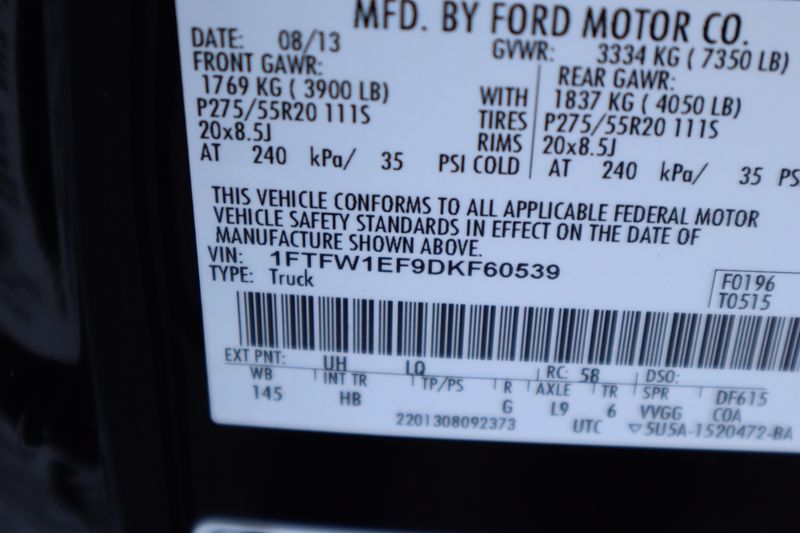 MFD. BY FORD MOTOR CO.
DATE: 08/13 GVWR: 3334 KG ( 7350 LB)
FRONT GAWR: REAR GAWR:
1769 KG ( 3900 LB) WITH 1837 KG ( 4050 LB)
P275/55R20 111S TIRES P275/55R20 111S
20x8.5J RIMS 20x8.5J
AT 240 kPa/ 35 PSI COLD AT 240 kPa/ 35 PS
THIS VEHICLE CONFORMS TO ALL APPLICABLE FEDERAL MOTOR
VEHICLE SAFETY STANDARDS IN EFFECT ON THE DATE OF
MANUFACTURE SHOWN ABOVE.
VIN: 1FTFW1EF9DKF60539
TYPE: Truck
F0196
T0515
EXT PNT: UH LQ RC: 58 DSO:
WB INT TR TP/PS R AXLE TR SPR DF615
145 HB G L9 6 VVGG COA
2201308092373 UTC ▽5U5A-1520472-BA